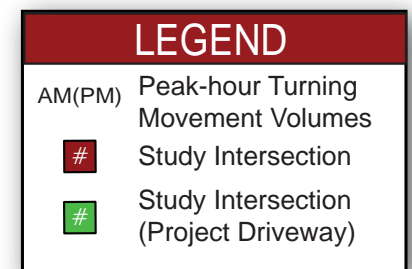 LEGEND
AM(PM) Peak-hour Turning
Movement Volumes
# Study Intersection
# Study Intersection
(Project Driveway)